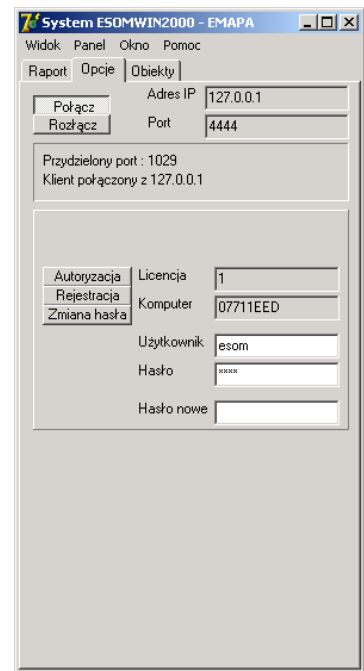 System ESOMWIN2000 - EMAPA
Widok Panel Okno Pomoc
Raport Opcje Obiekty
Połącz Adres IP 127.0.0.1
Rozłącz Port 4444
Przydzielony port : 1029
Klient połączony z 127.0.0.1
Autoryzacja Licencja 1
Rejestracja Komputer 07711EED
Zmiana hasła
Użytkownik esom
Hasło ××××
Hasło nowe